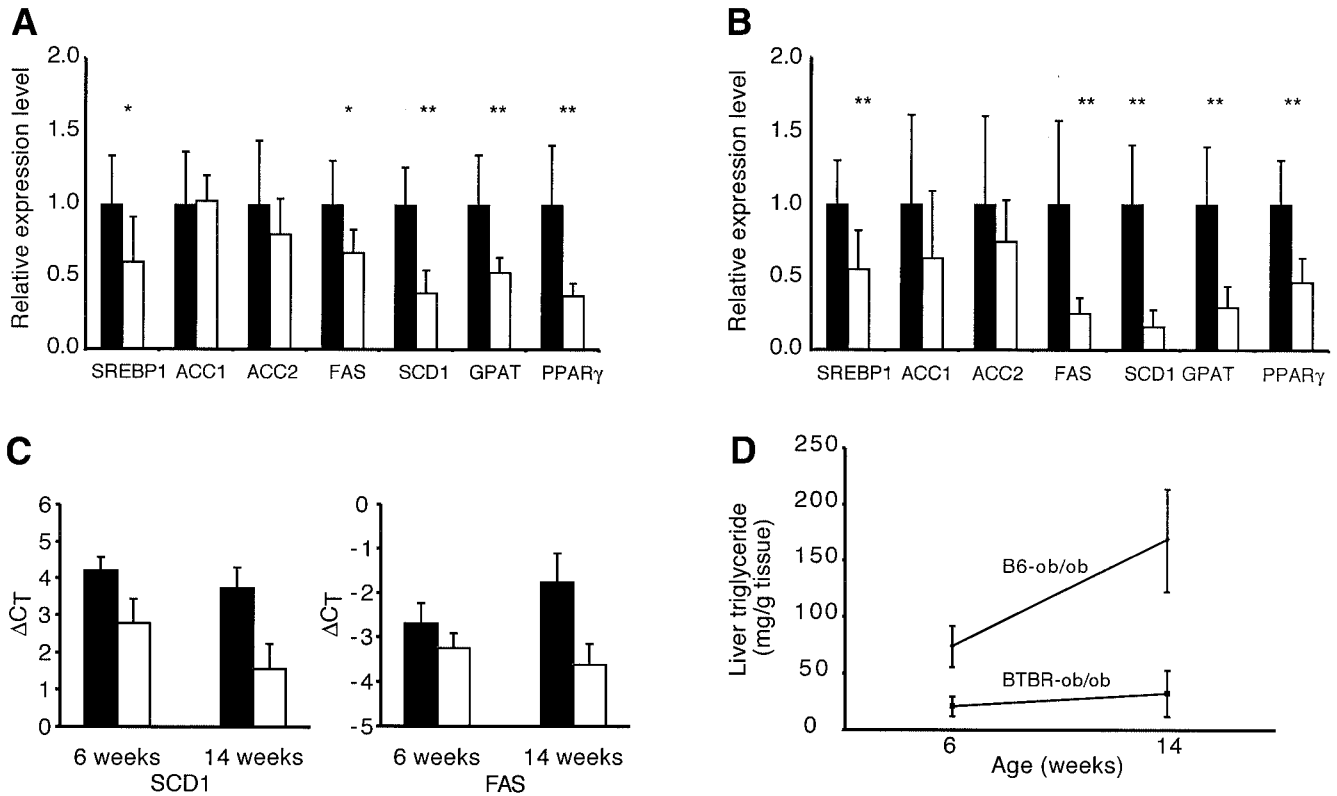 A
Relative expression level
2.0
1.5
1.0
0.5
0.0
* * ** ** **
SREBP1 ACC1 ACC2 FAS SCD1 GPAT PPARγ
B
Relative expression level
2.0
1.5
1.0
0.5
0.0
** ** ** ** **
SREBP1 ACC1 ACC2 FAS SCD1 GPAT PPARγ
C
ΔCT
6
5
4
3
2
1
0
6 weeks 14 weeks
SCD1
ΔCT
0
-1
-2
-3
-4
-5
6 weeks 14 weeks
FAS
D
Liver triglyceride
(mg/g tissue)
250
200
150
100
50
0
B6-ob/ob
BTBR-ob/ob
6 14
Age (weeks)